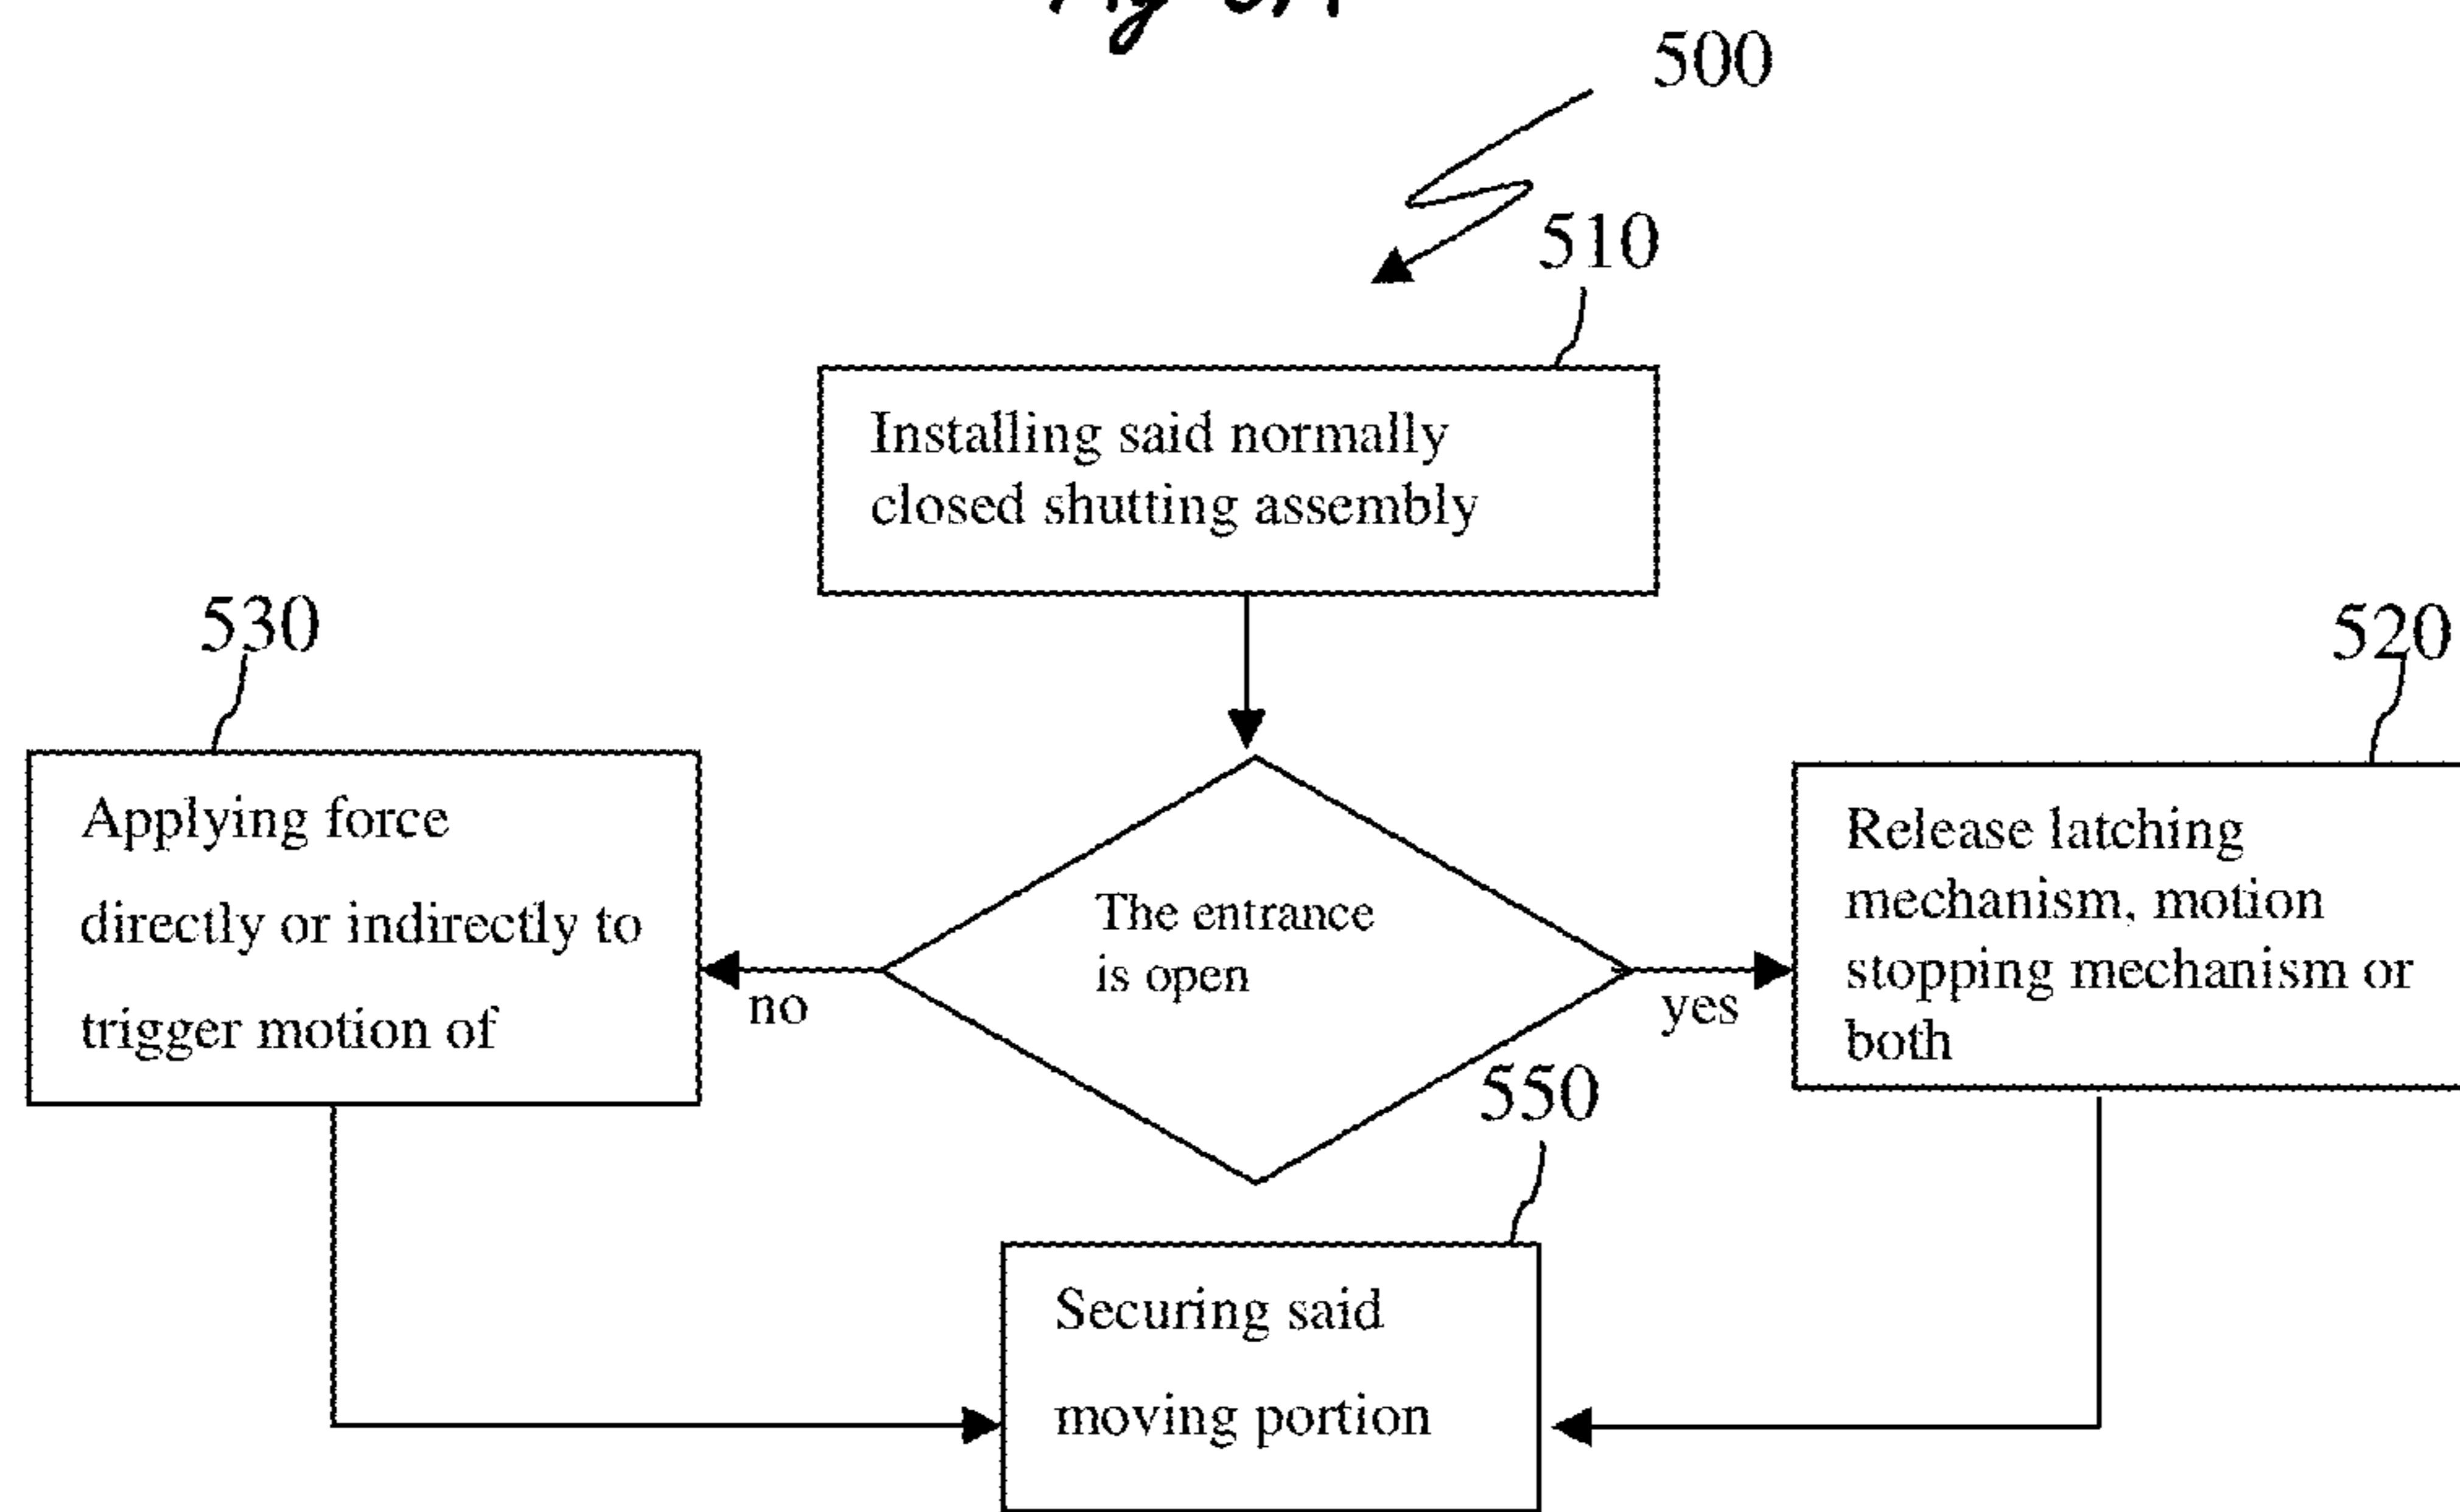 500
510
Installing said normally
closed shutting assembly
530
520
Applying force
directly or indirectly to
trigger motion of
The entrance
is open
Release latching
mechanism, motion
stopping mechanism or
both
no
yes
550
Securing said
moving portion